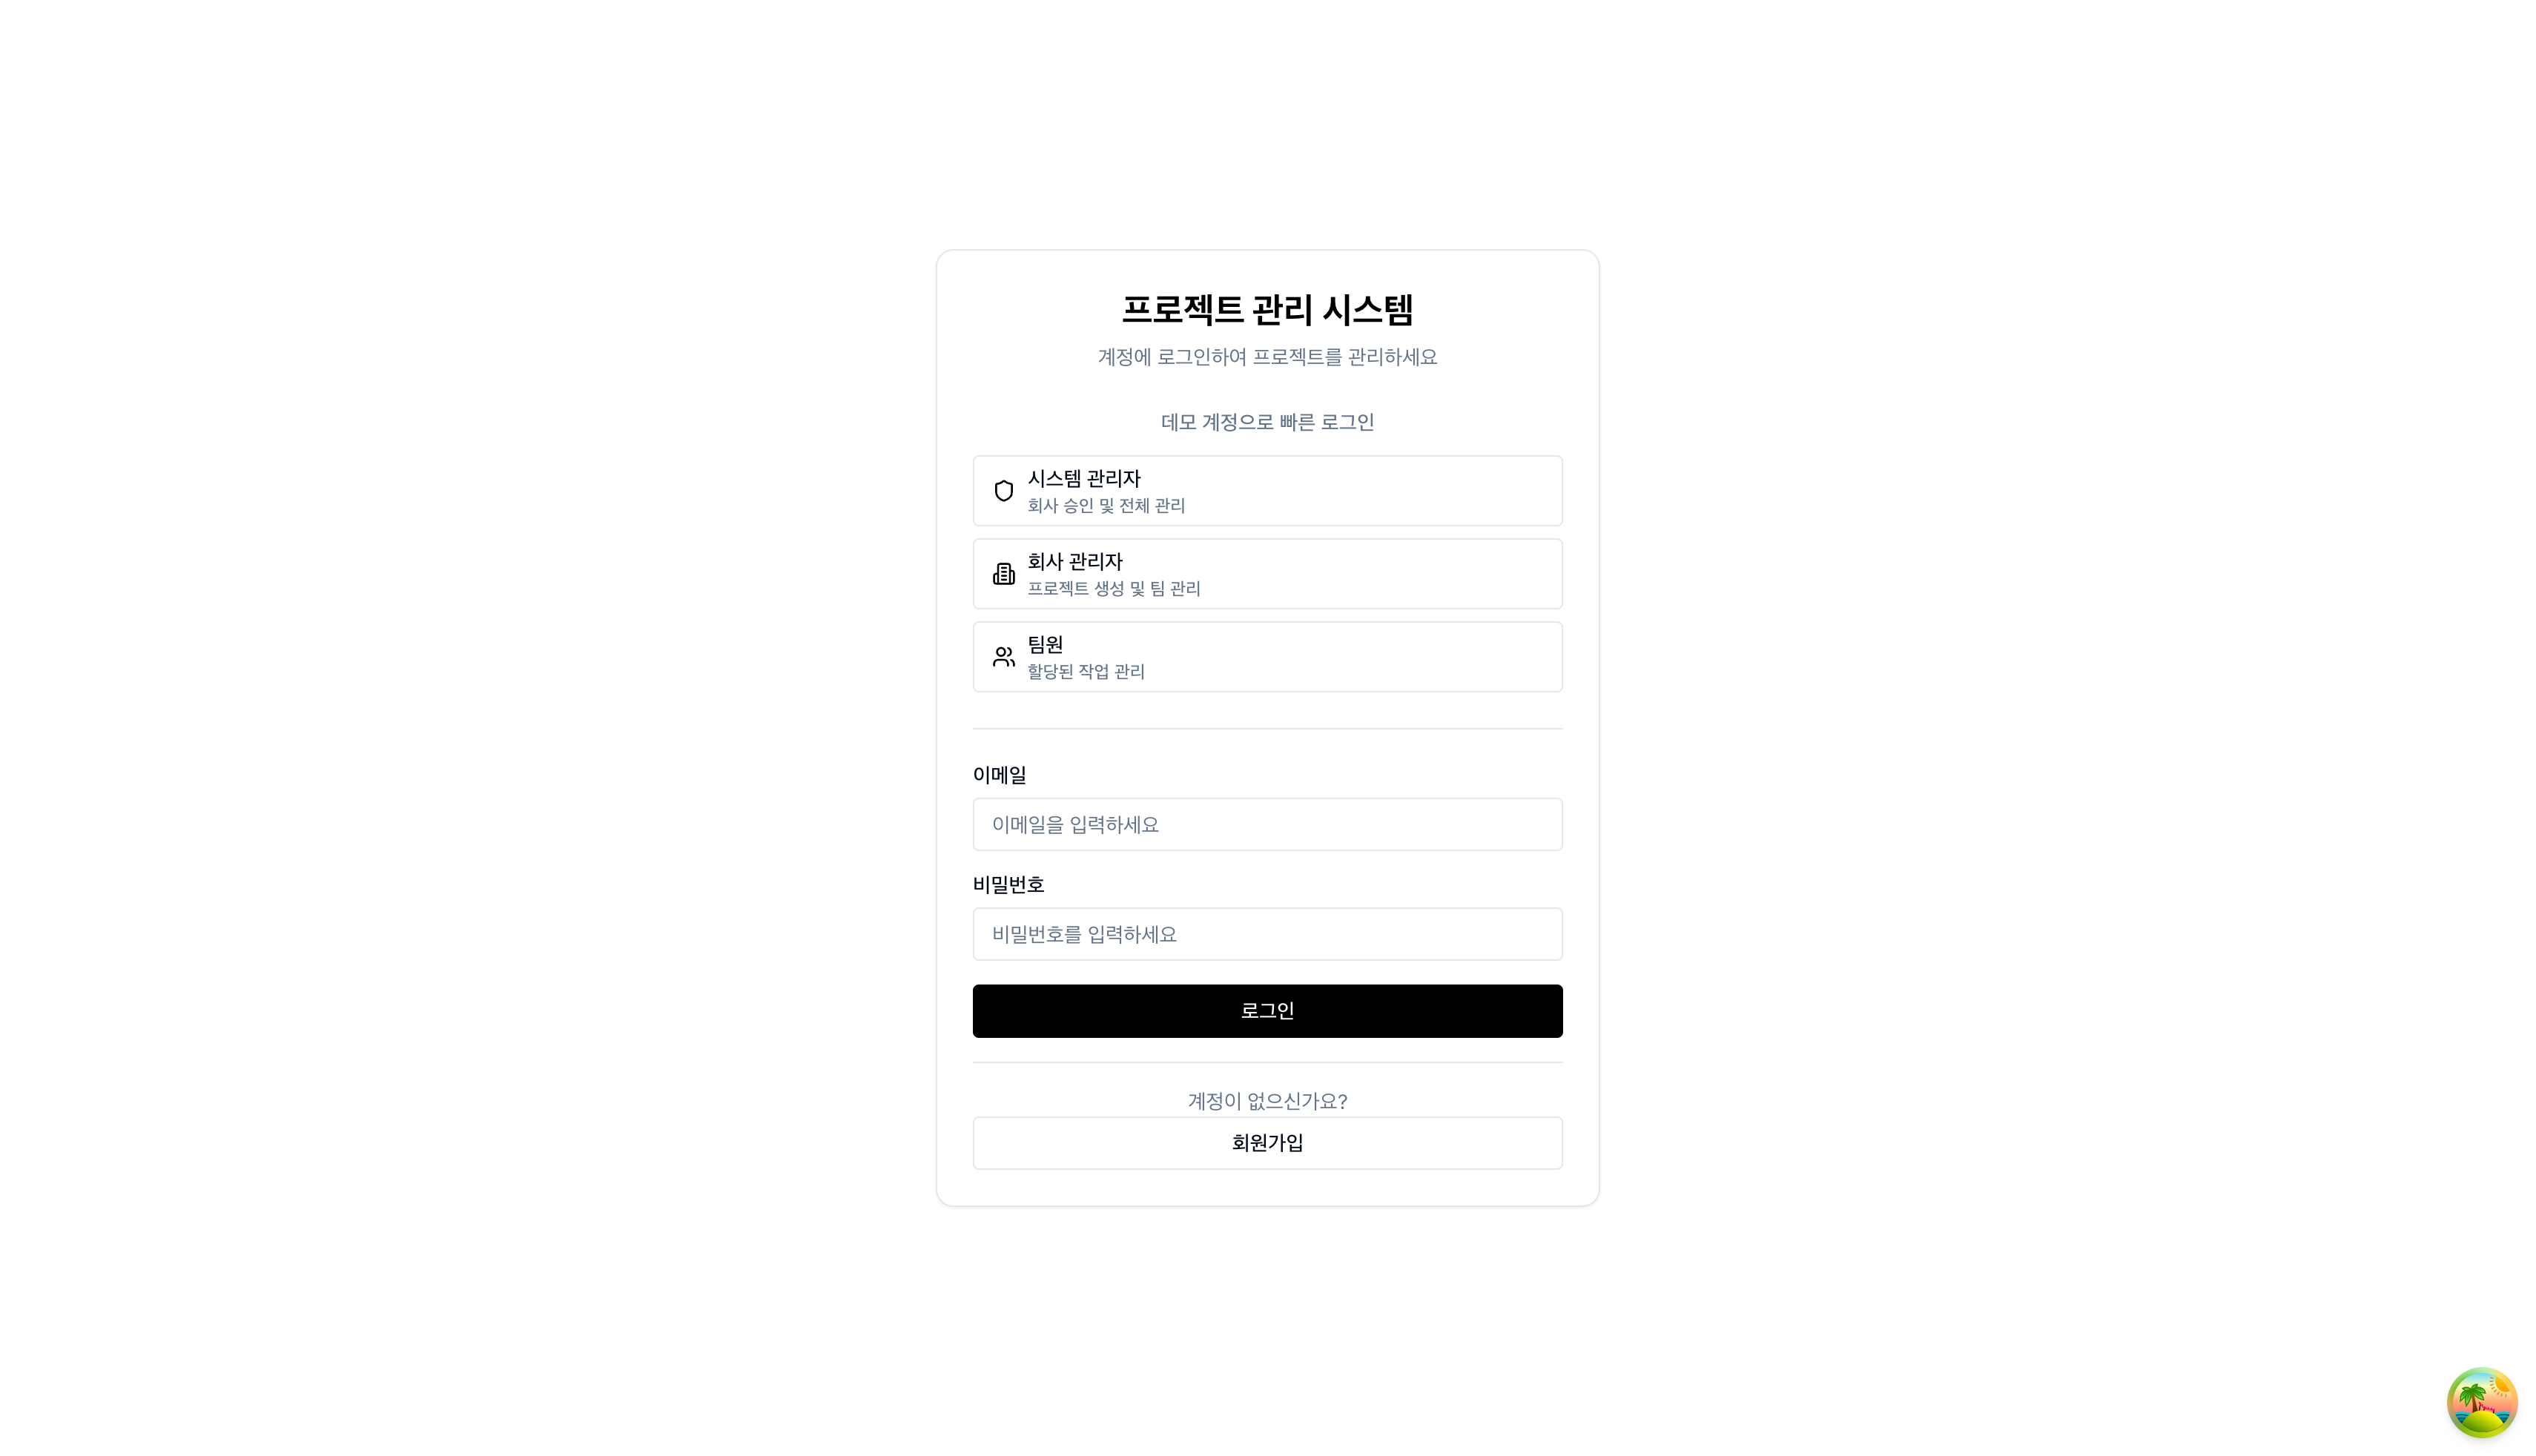 프로젝트 관리 시스템
계정에 로그인하여 프로젝트를 관리하세요
데모 계정으로 빠른 로그인
시스템 관리자
회사 승인 및 전체 관리
회사 관리자
프로젝트 생성 및 팀 관리
팀원
할당된 작업 관리
이메일
이메일을 입력하세요
비밀번호
비밀번호를 입력하세요
로그인
계정이 없으신가요?
회원가입